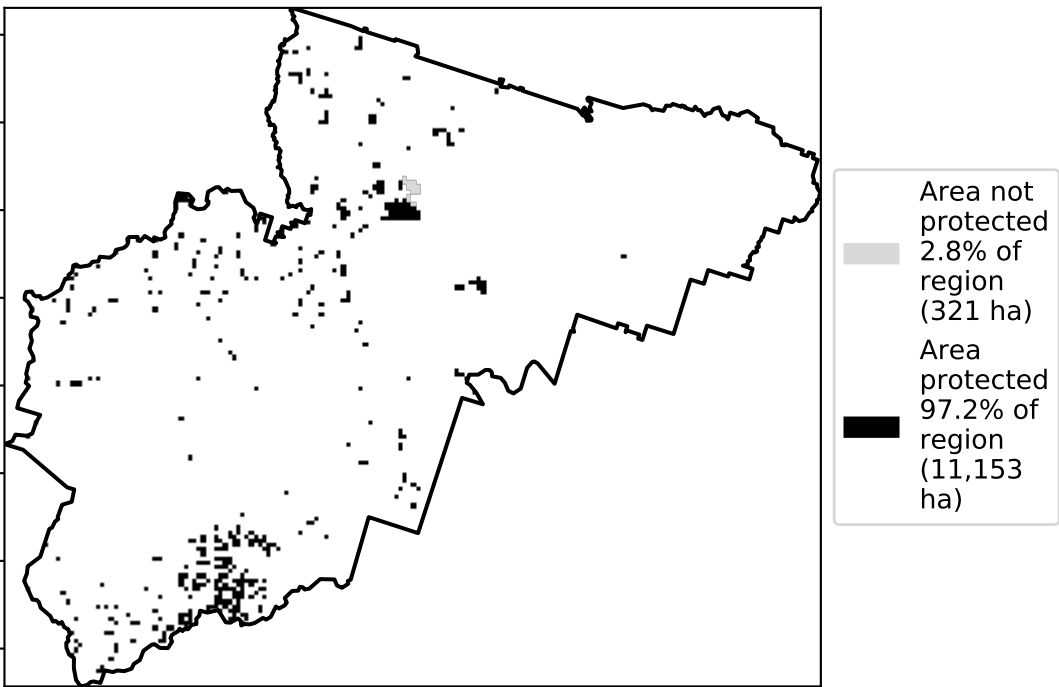 Area not
protected
2.8% of
region
(321 ha)
Area
protected
97.2% of
region
(11,153
ha)